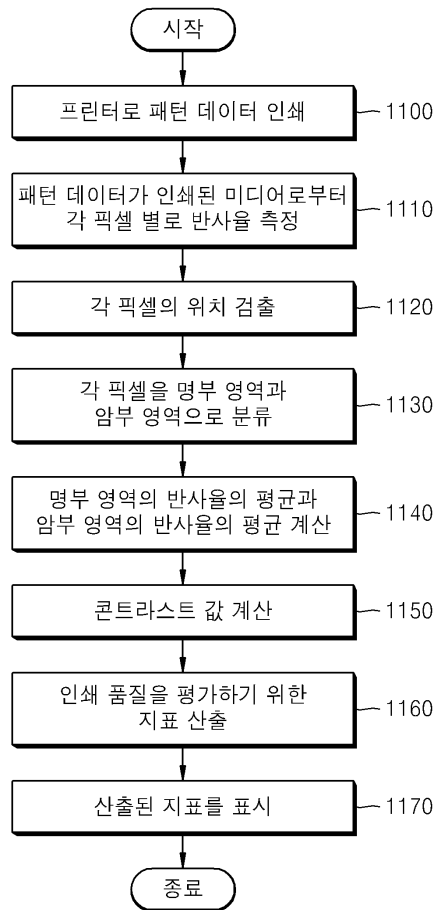 시작
프린터로 패턴 데이터 인쇄
1100
패턴 데이터가 인쇄된 미디어로부터
각 픽셀 별로 반사율 측정
1110
각 픽셀의 위치 검출
1120
각 픽셀을 명부 영역과
암부 영역으로 분류
1130
명부 영역의 반사율의 평균과
암부 영역의 반사율의 평균 계산
1140
콘트라스트 값 계산
1150
인쇄 품질을 평가하기 위한
지표 산출
1160
산출된 지표를 표시
1170
종료